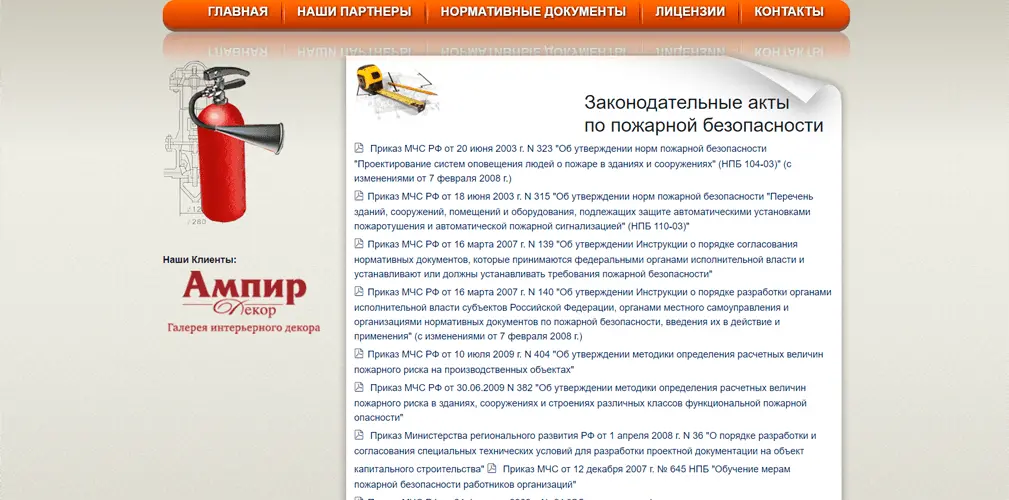 ГЛАВНАЯ НАШИ ПАРТНЕРЫ НОРМАТИВНЫЕ ДОКУМЕНТЫ ЛИЦЕНЗИИ КОНТАКТЫ
Законодательные акты
по пожарной безопасности
Приказ МЧС РФ от 20 июня 2003 г. N 323 "Об утверждении норм пожарной безопасности
"Проектирование систем оповещения людей о пожаре в зданиях и сооружениях" (НПБ 104-03)" (с
изменениями от 7 февраля 2008 г.)
Приказ МЧС РФ от 18 июня 2003 г. N 315 "Об утверждении норм пожарной безопасности "Перечень
зданий, сооружений, помещений и оборудования, подлежащих защите автоматическими установками
пожаротушения и автоматической пожарной сигнализацией" (НПБ 110-03)"
Приказ МЧС РФ от 16 марта 2007 г. N 139 "Об утверждении Инструкции о порядке согласования
нормативных документов, которые принимаются федеральными органами исполнительной власти и
устанавливают или должны устанавливать требования пожарной безопасности"
Приказ МЧС РФ от 16 марта 2007 г. N 140 "Об утверждении Инструкции о порядке разработки органами
исполнительной власти субъектов Российской Федерации, органами местного самоуправления и
организациями нормативных документов по пожарной безопасности, введения их в действие и
применения" (с изменениями от 7 февраля 2008 г.)
Приказ МЧС РФ от 10 июля 2009 г. N 404 "Об утверждении методики определения расчетных величин
пожарного риска на производственных объектах"
Приказ МЧС РФ от 30.06.2009 N 382 "Об утверждении методики определения расчетных величин
пожарного риска в зданиях, сооружениях и строениях различных классов функциональной пожарной
опасности"
Приказ Министерства регионального развития РФ от 1 апреля 2008 г. N 36 "О порядке разработки и
согласования специальных технических условий для разработки проектной документации на объект
капитального строительства" Приказ МЧС от 12 декабря 2007 г. № 645 НПБ "Обучение мерам
пожарной безопасности работников организаций"
Наши Клиенты:
Ампир
Декор
Галерея интерьерного декора